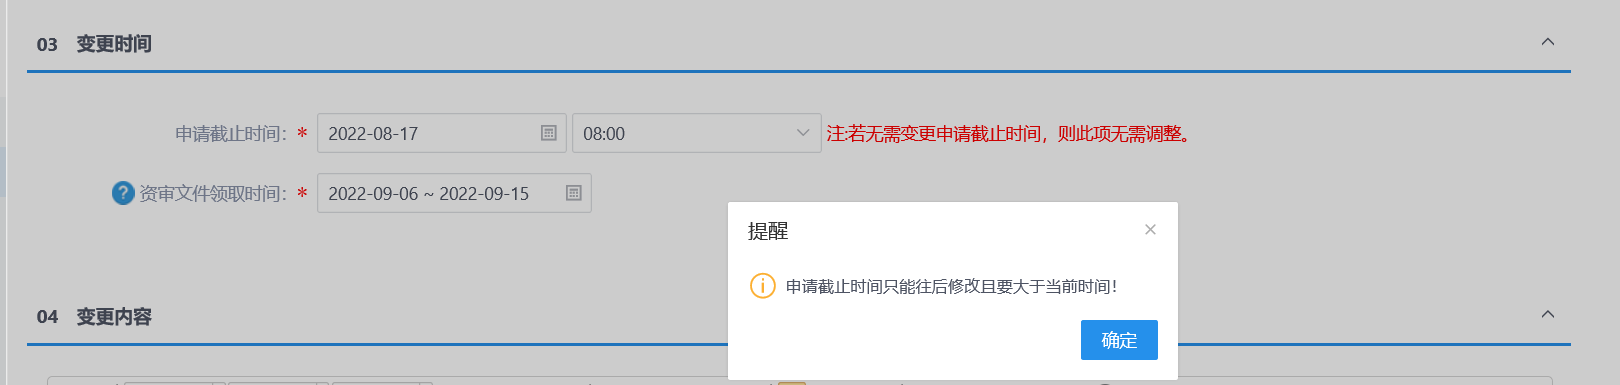 03 变更时间
申请截止时间：* 2022-08-17 08:00 注:若无需变更申请截止时间，则此项无需调整。
? 资审文件领取时间：* 2022-09-06 ~ 2022-09-15
提醒
申请截止时间只能往后修改且要大于当前时间！
确定
04 变更内容